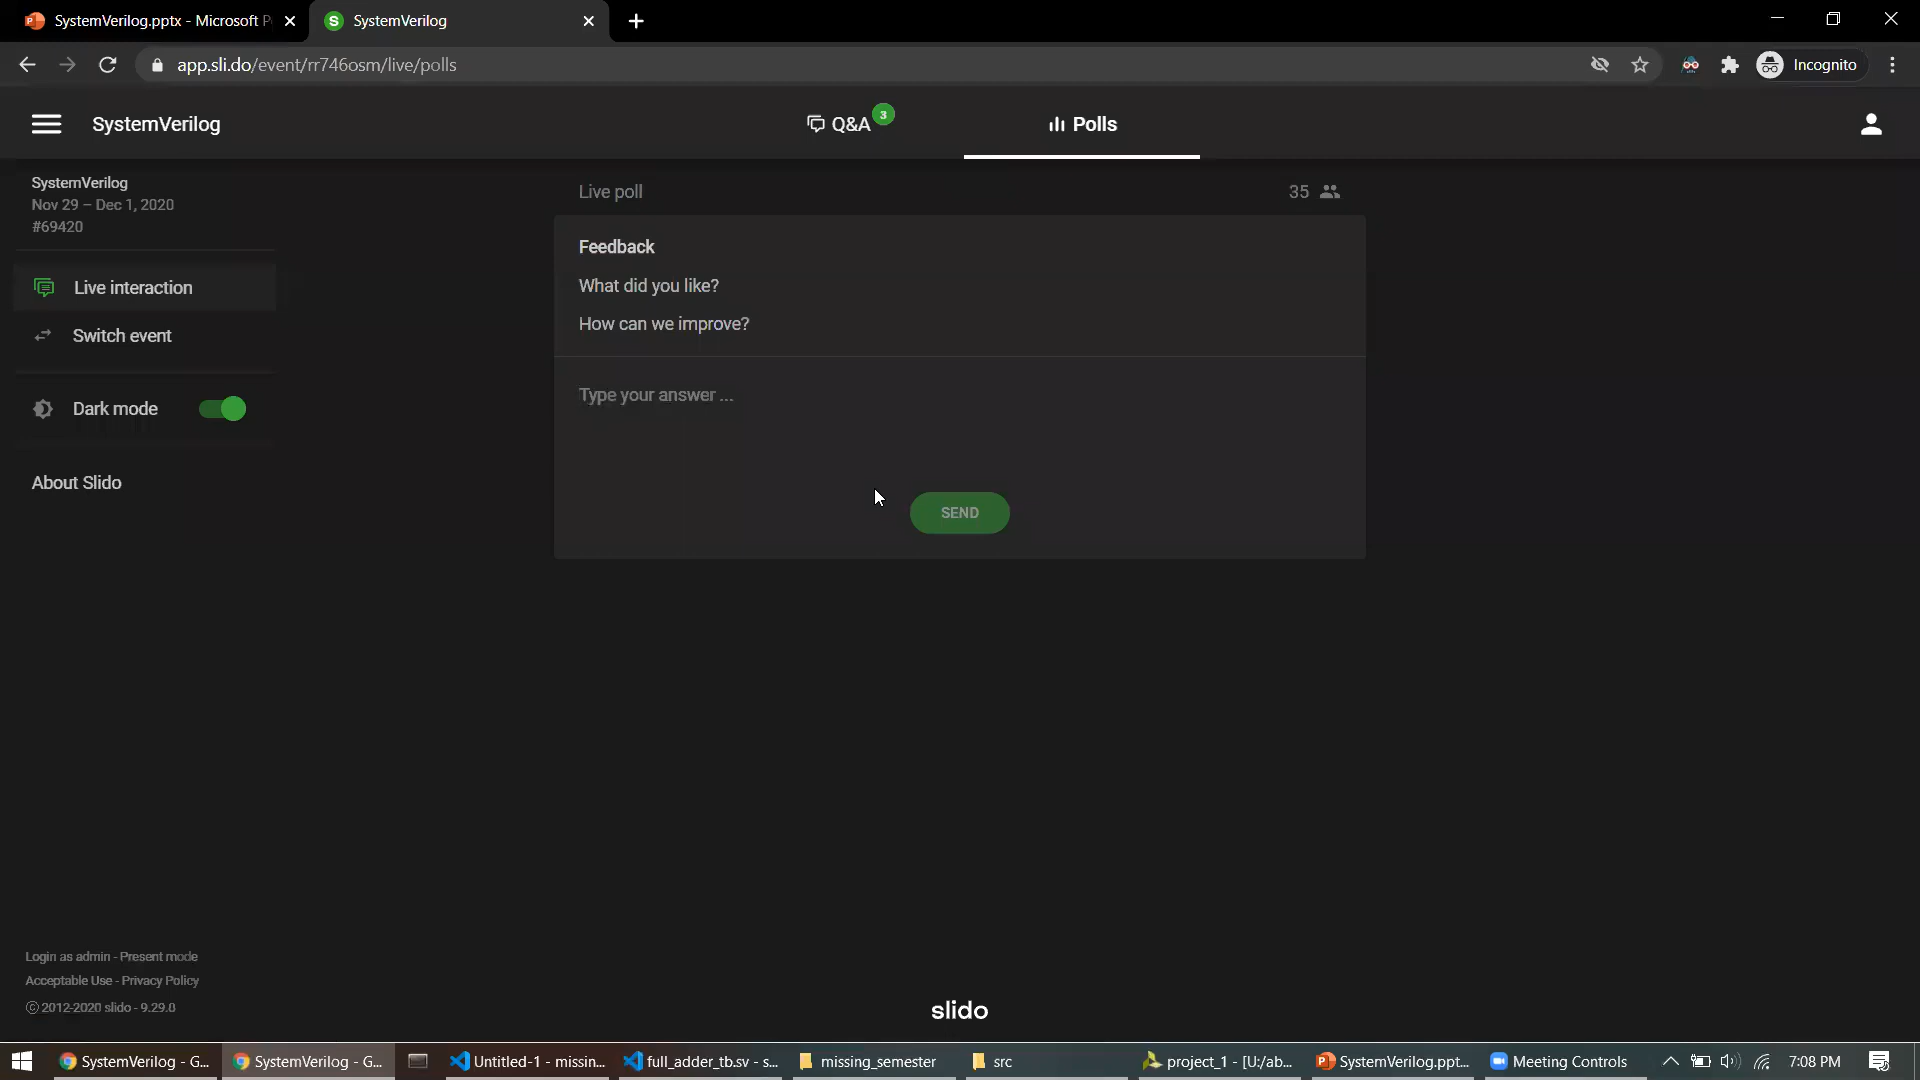 SystemVerilog.pptx - Microsoft P
SystemVerilog
app.sli.do/event/rr746osm/live/polls
Incognito
SystemVerilog
Q&A
3
Polls
SystemVerilog
Nov 29 – Dec 1, 2020
#69420
Live interaction
Switch event
Dark mode
About Slido
Live poll
35
Feedback
What did you like?
How can we improve?
Type your answer ...
SEND
Login as admin - Present mode
Acceptable Use - Privacy Policy
© 2012-2020 slido - 9.29.0
slido
SystemVerilog - G...
SystemVerilog - G...
Untitled-1 - missin...
full_adder_tb.sv - s...
missing_semester
src
project_1 - [U:/ab...
SystemVerilog.ppt...
Meeting Controls
7:08 PM